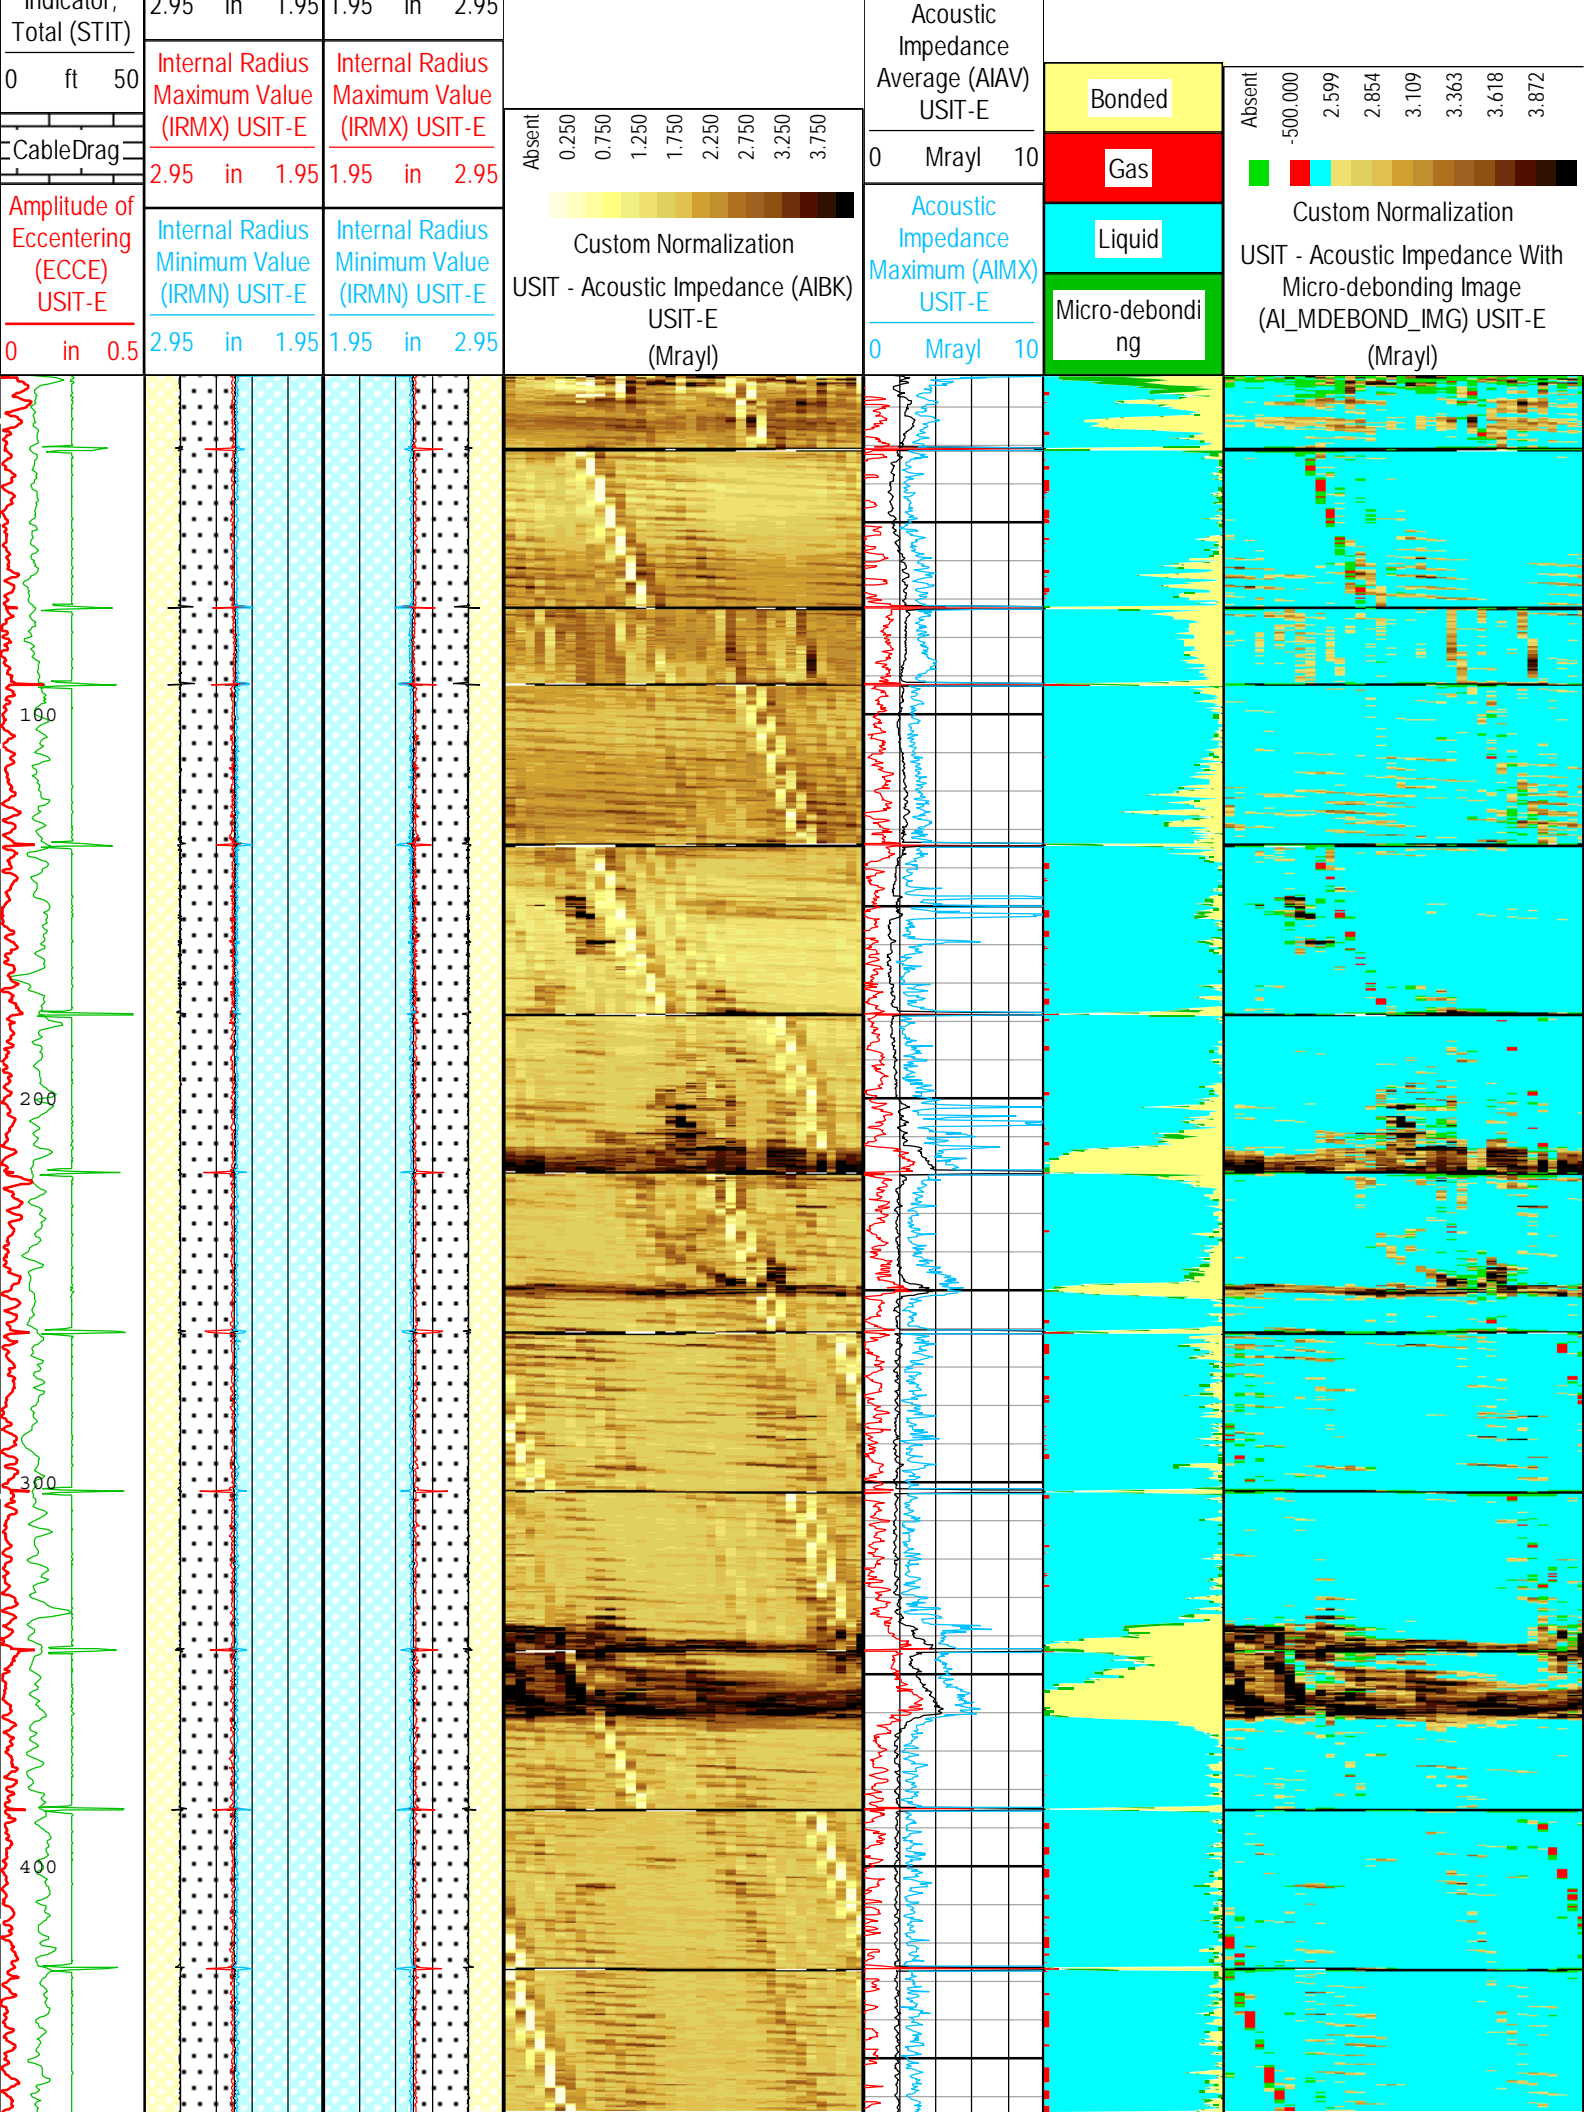 Indicator,
Total (STIT)
0 ft 50
CableDrag
Amplitude of
Eccentering
(ECCE)
USIT-E
0 in 0.5
2.95 in 1.95
Internal Radius
Maximum Value
(IRMX) USIT-E
2.95 in 1.95
Internal Radius
Minimum Value
(IRMN) USIT-E
2.95 in 1.95
1.95 in 2.95
Internal Radius
Maximum Value
(IRMX) USIT-E
1.95 in 2.95
Internal Radius
Minimum Value
(IRMN) USIT-E
1.95 in 2.95
Absent
0.250
0.750
1.250
1.750
2.250
2.750
3.250
3.750
Custom Normalization
USIT - Acoustic Impedance (AIBK)
USIT-E
(Mrayl)
Acoustic
Impedance
Average (AIAV)
USIT-E
0 Mrayl 10
Acoustic
Impedance
Maximum (AIMX)
USIT-E
0 Mrayl 10
Bonded
Gas
Liquid
Micro-debondi
ng
Absent
-500.000
2.599
2.854
3.109
3.363
3.618
3.872
Custom Normalization
USIT - Acoustic Impedance With
Micro-debonding Image
(AI_MDEBOND_IMG) USIT-E
(Mrayl)
100
200
300
400